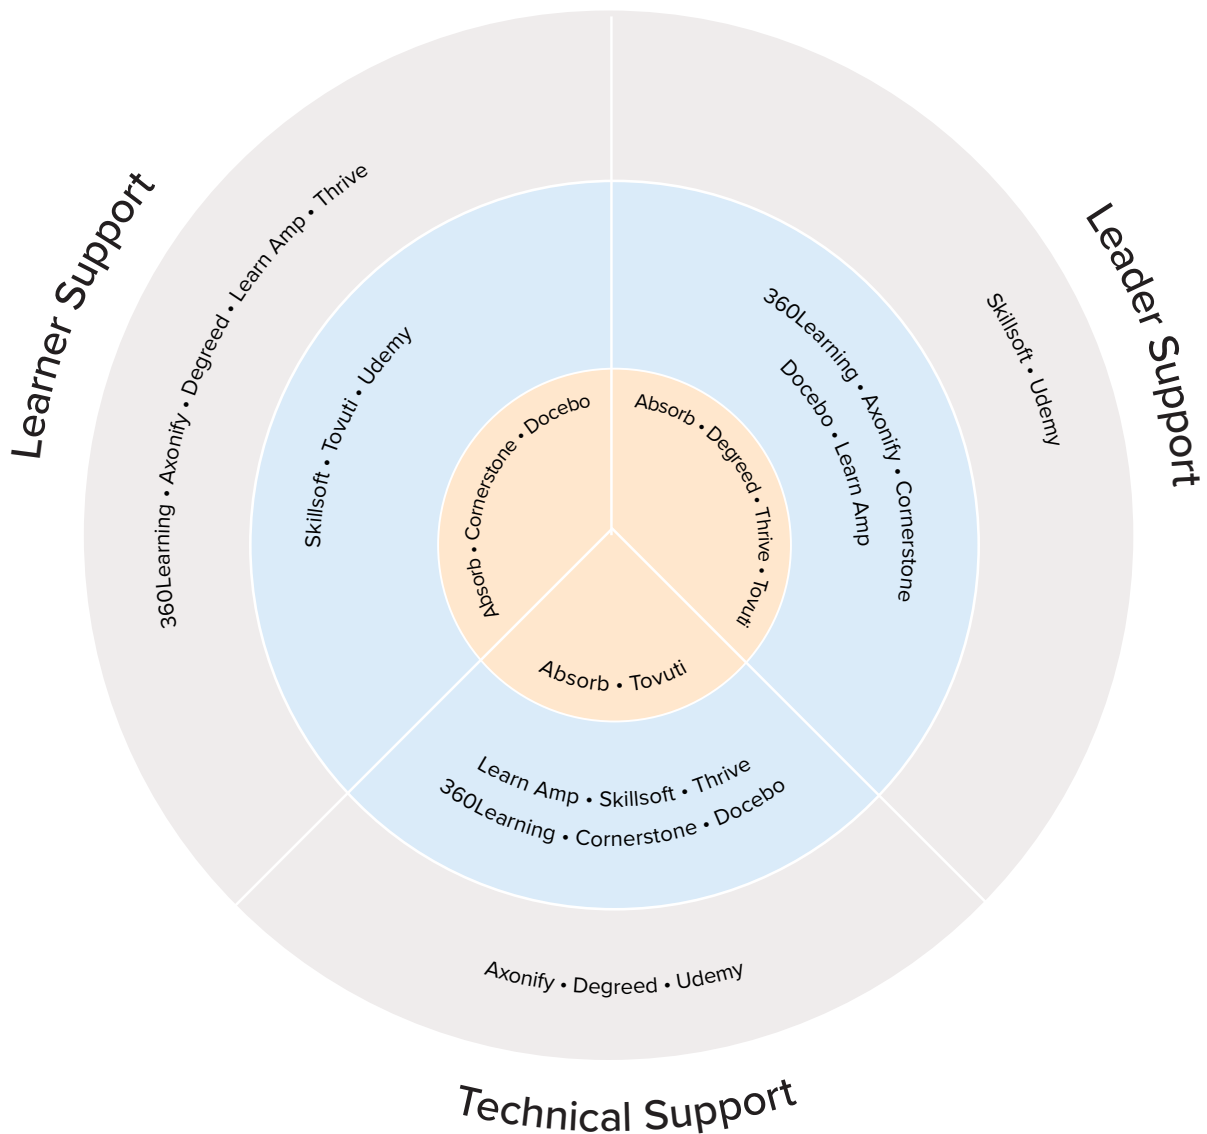 Learner Support
360Learning • Axonify • Degreed • Learn Amp • Thrive
Skillsoft • Tovuti • Udemy
Absorb • Cornerstone • Docebo
Leader Support
Skillsoft • Udemy
360Learning • Axonify • Cornerstone
Docebo • Learn Amp
Absorb • Degreed • Thrive • Tovuti
Absorb • Tovuti
Learn Amp • Skillsoft • Thrive
360Learning • Cornerstone • Docebo
Axonify • Degreed • Udemy
Technical Support